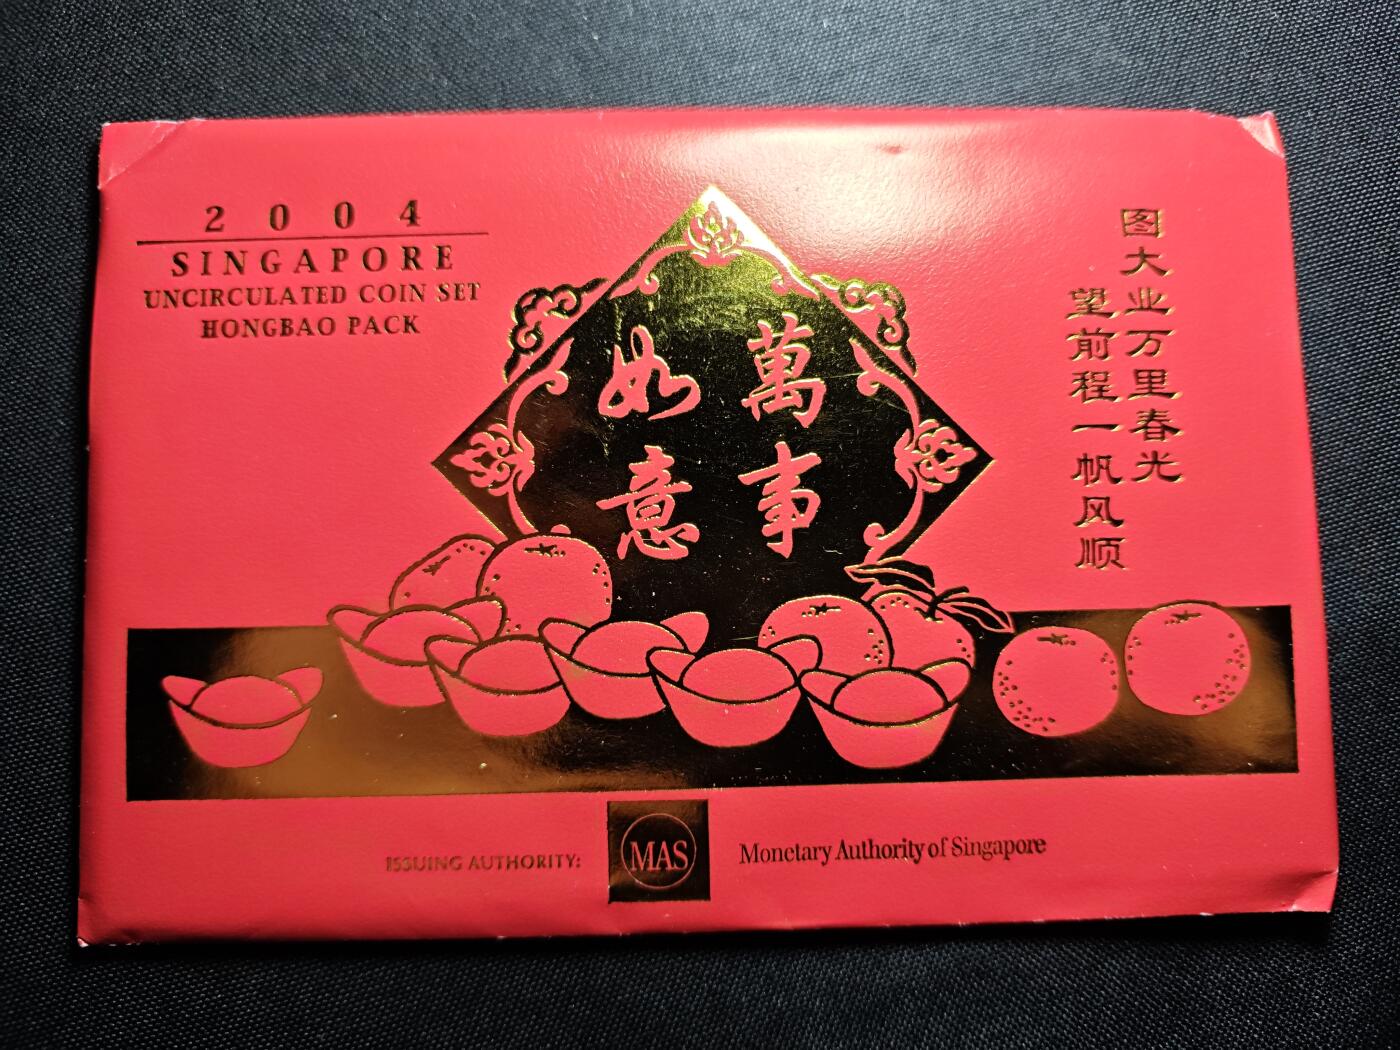 2004
SINGAPORE
UNCIRCULATED COIN SET
HONGBAO PACK
萬事
如意
图大业万里春光
望前程一帆风顺
ISSUING AUTHORITY:
MAS
Monetary Authority of Singapore